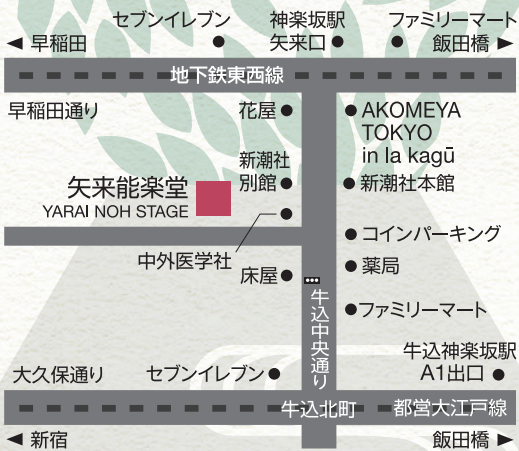 セブンイレブン
神楽坂駅
矢来口
ファミリーマート
早稲田
飯田橋
地下鉄東西線
早稲田通り
花屋
AKOMEYA
TOKYO
in la kagū
新潮社
別館
新潮社本館
矢来能楽堂
YARAI NOH STAGE
コインパーキング
中外医学社
薬局
床屋
牛込中央通り
ファミリーマート
牛込神楽坂駅
A1出口
大久保通り
セブンイレブン
牛込北町
都営大江戸線
新宿
飯田橋